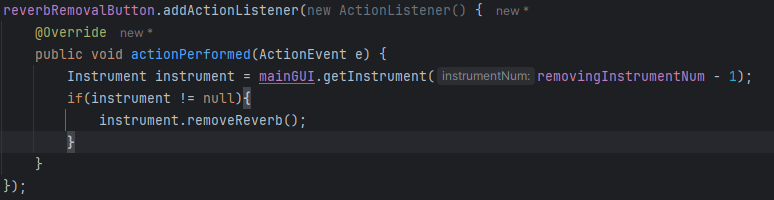 reverbRemovalButton.addActionListener(new ActionListener() { new *
@Override new *
public void actionPerformed(ActionEvent e) {
Instrument instrument = mainGUI.getInstrument( instrumentNum: removingInstrumentNum - 1);
if(instrument != null){
instrument.removeReverb();
}
}
});